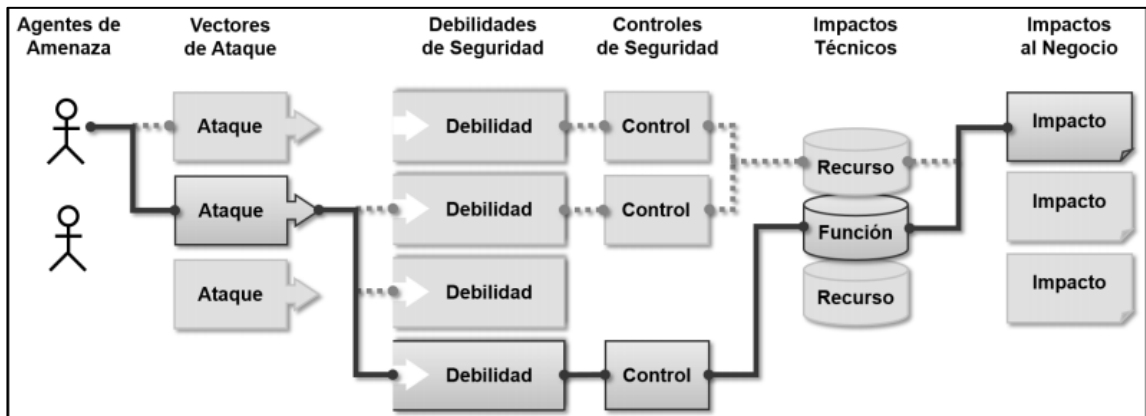 Agentes de
Amenaza
Vectores
de Ataque
Debilidades
de Seguridad
Controles
de Seguridad
Impactos
Técnicos
Impactos
al Negocio
Ataque
Ataque
Ataque
Debilidad
Debilidad
Debilidad
Debilidad
Control
Control
Control
Recurso
Función
Recurso
Impacto
Impacto
Impacto